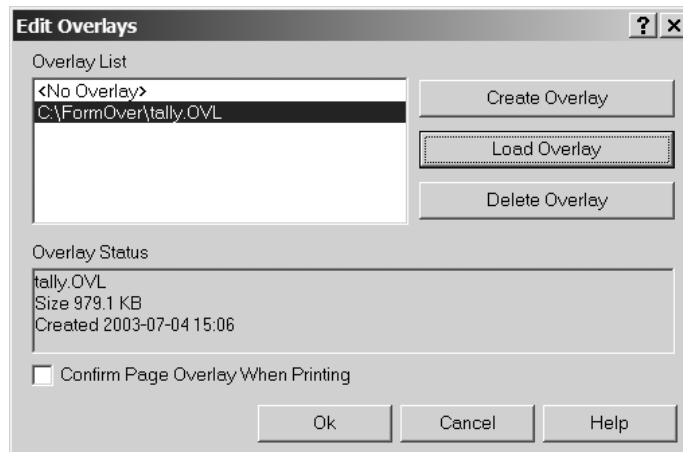 Edit Overlays
Overlay List
<No Overlay>
C:\FormOver\tally.OVL
Create Overlay
Load Overlay
Delete Overlay
Overlay Status
tally.OVL
Size 979.1 KB
Created 2003-07-04 15:06
Confirm Page Overlay When Printing
Ok Cancel Help